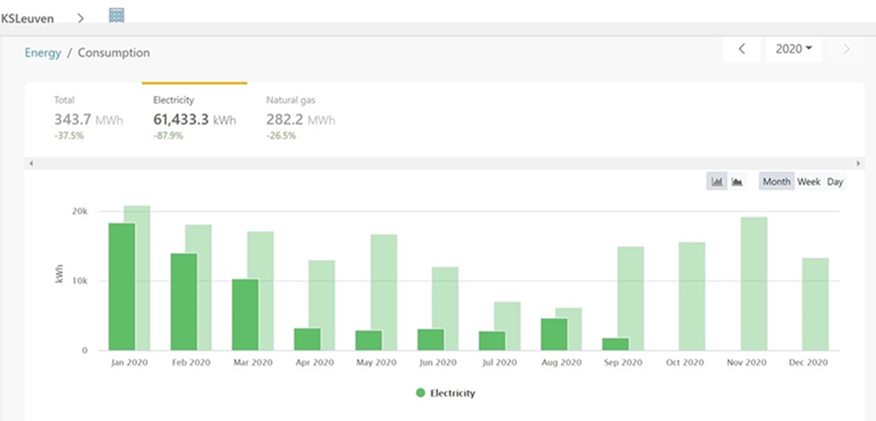 KSLeuven
Energy / Consumption
2020
Total
343.7 MWh
-37.5%
Electricity
61,433.3 kWh
-87.9%
Natural gas
282.2 MWh
-26.5%
Month Week Day
20k
10k
0
kWh
Jan 2020 Feb 2020 Mar 2020 Apr 2020 May 2020 Jun 2020 Jul 2020 Aug 2020 Sep 2020 Oct 2020 Nov 2020 Dec 2020
Electricity